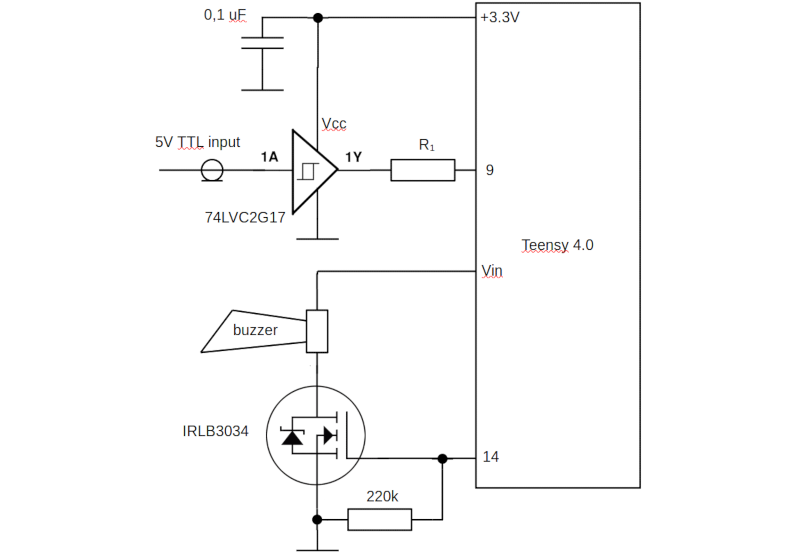 0,1 uF
+3.3V
Vcc
5V TTL input
1A
1Y
R₁
9
74LVC2G17
Teensy 4.0
Vin
buzzer
IRLB3034
14
220k